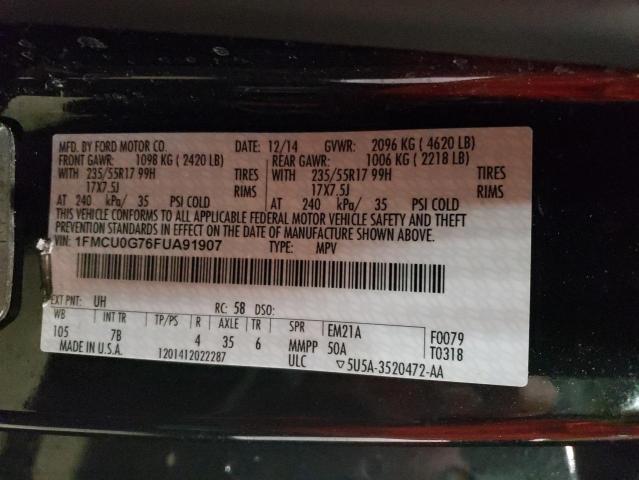 MFD. BY FORD MOTOR CO. 12/14 GVWR: 2096 KG ( 4620 LB)
FRONT GAWR: 1098 KG ( 2420 LB) REAR GAWR: 1006 KG ( 2218 LB)
WITH 235/55R17 99H TIRES WITH 235/55R17 99H TIRES
17X7.5J RIMS 17X7.5J RIMS
AT 240 kPa/ 35 PSI COLD AT 240 kPa/ 35 PSI COLD
THIS VEHICLE CONFORMS TO ALL APPLICABLE FEDERAL MOTOR VEHICLE SAFETY AND THEFT
PREVENTION STANDARDS IN EFFECT ON THE DATE OF MANUFACTURE SHOWN ABOVE.
VIN: 1FMCU0G76FUA91907 TYPE: MPV
EXT PNT: UH RC: 58 DSO:
WB INT TR TP/PS R AXLE TR SPR EM21A F0079
105 7B 4 35 6 MMPP 50A T0318
MADE IN U.S.A. 1201412022287 ULC ▽5U5A-3520472-AA